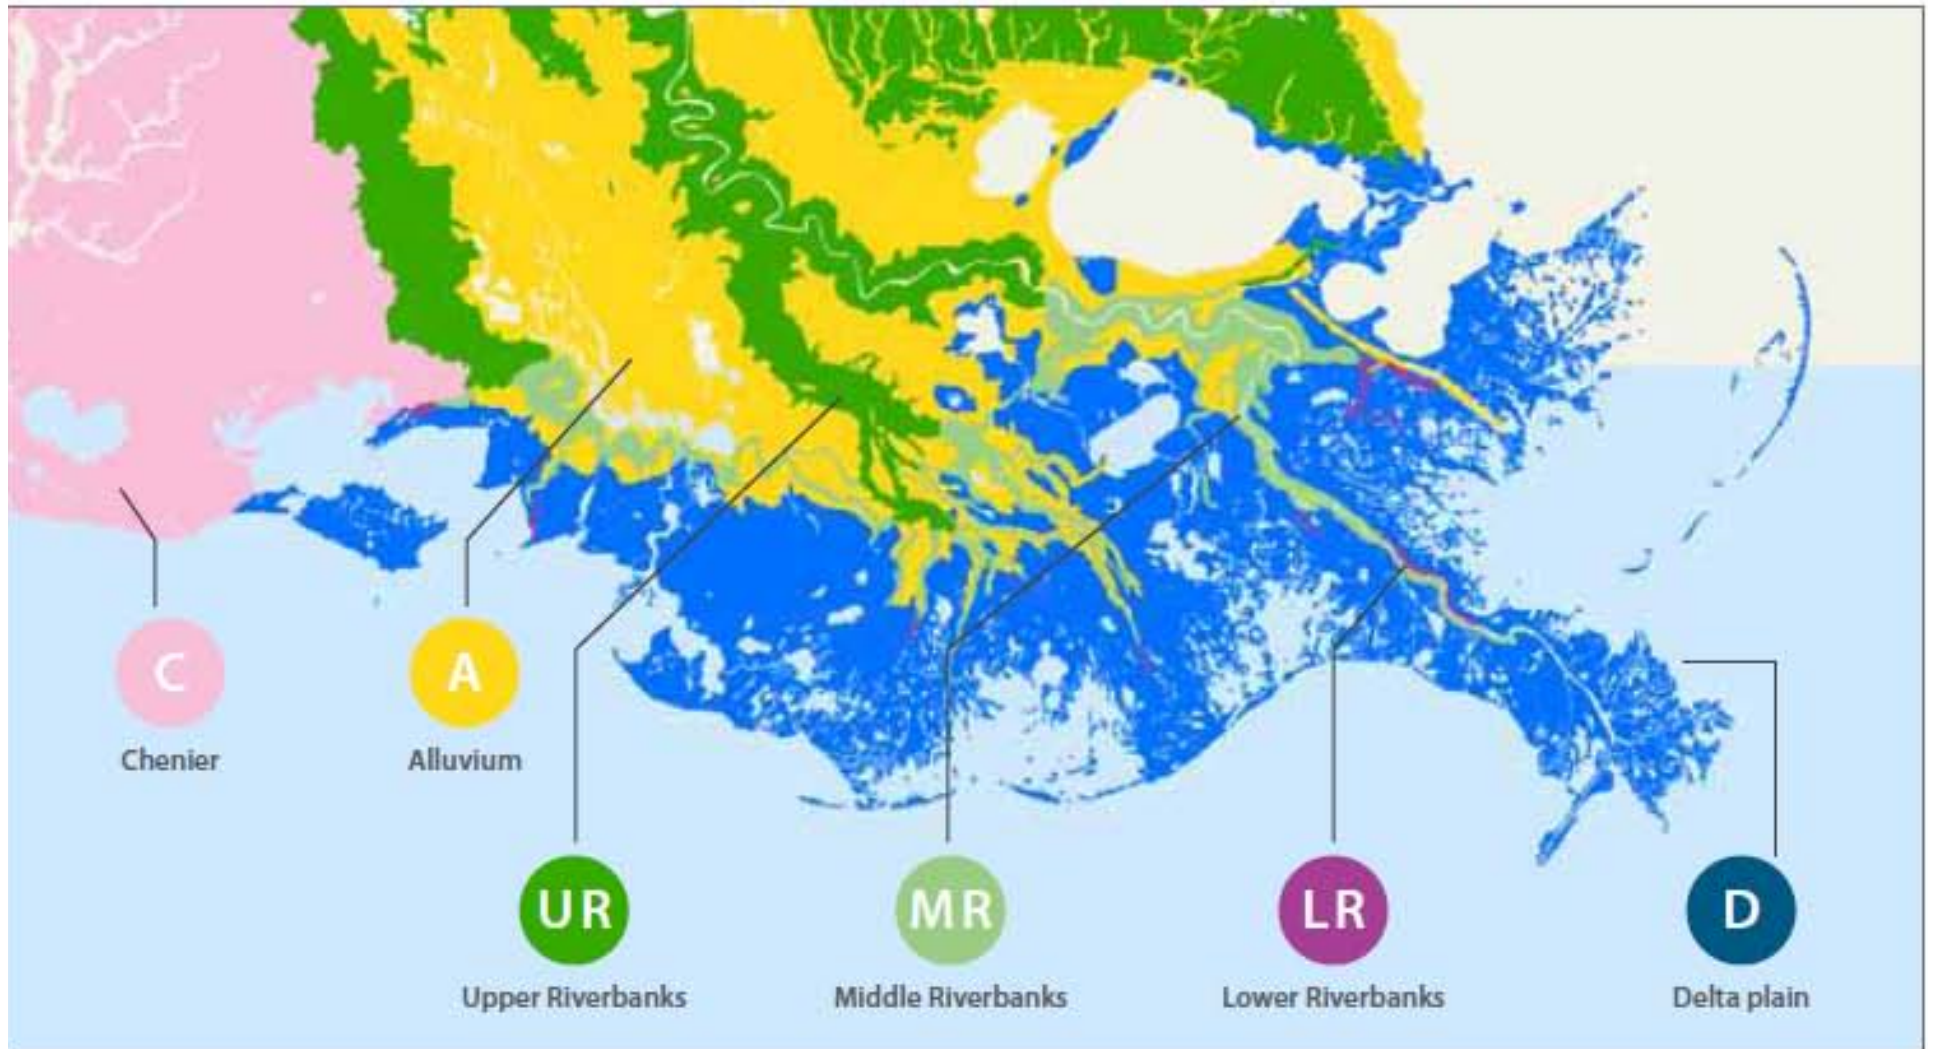 C
Chenier
A
Alluvium
UR
Upper Riverbanks
MR
Middle Riverbanks
LR
Lower Riverbanks
D
Delta plain